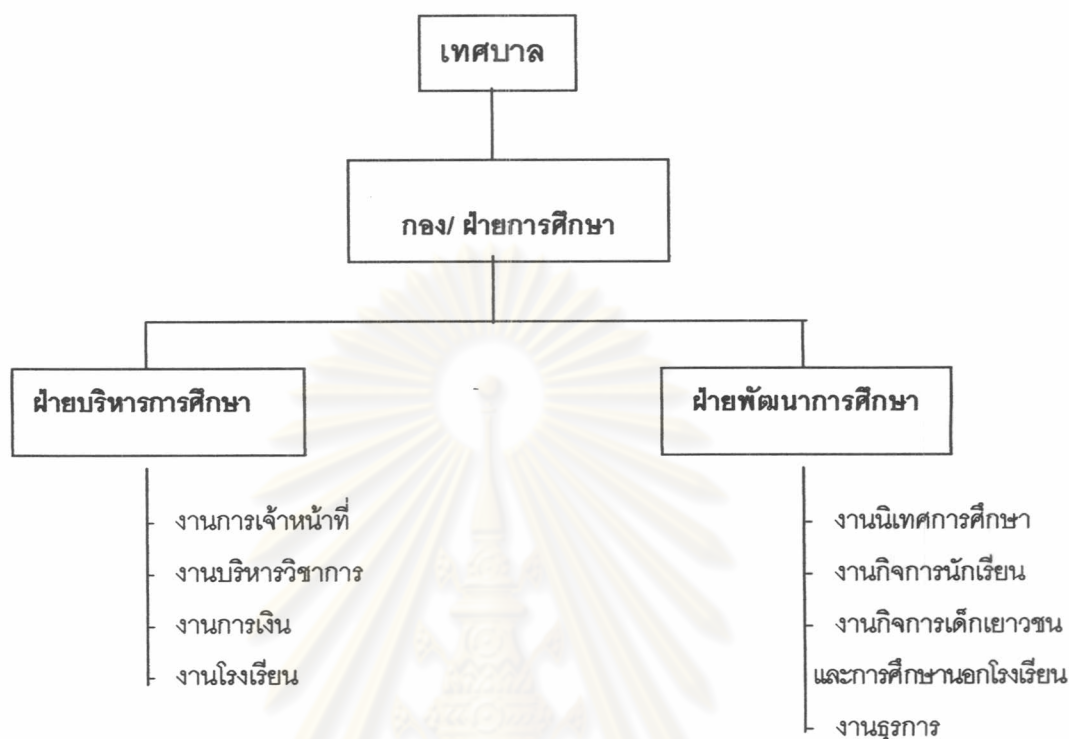 เทศบาล
กอง/ ฝ่ายการศึกษา
ฝ่ายบริหารการศึกษา
- งานการเจ้าหน้าที่
- งานบริหารวิชาการ
- งานการเงิน
- งานโรงเรียน
ฝ่ายพัฒนาการศึกษา
- งานนิเทศการศึกษา
- งานกิจการนักเรียน
- งานกิจการเด็กเยาวชน
และการศึกษานอกโรงเรียน
- งานธุรการ